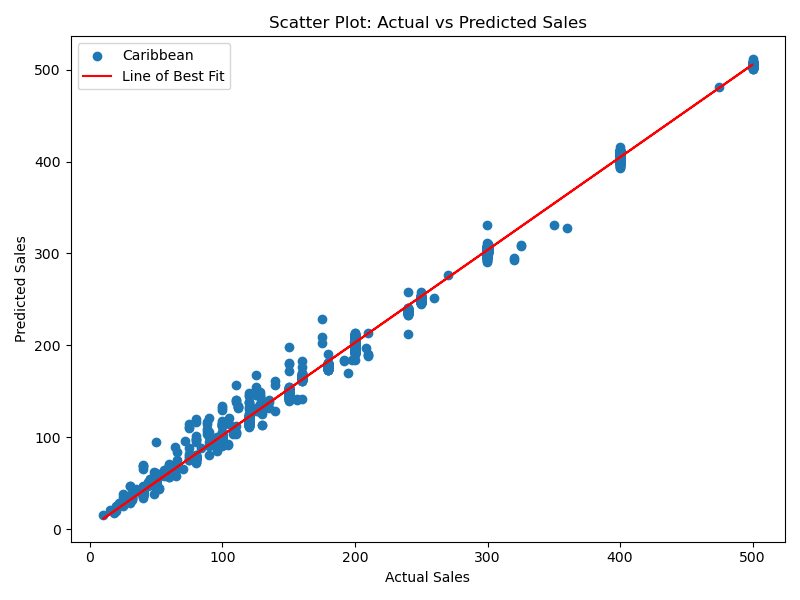 Scatter Plot: Actual vs Predicted Sales
Caribbean
Line of Best Fit
500
400
300
200
100
0
Predicted Sales
0 100 200 300 400 500
Actual Sales